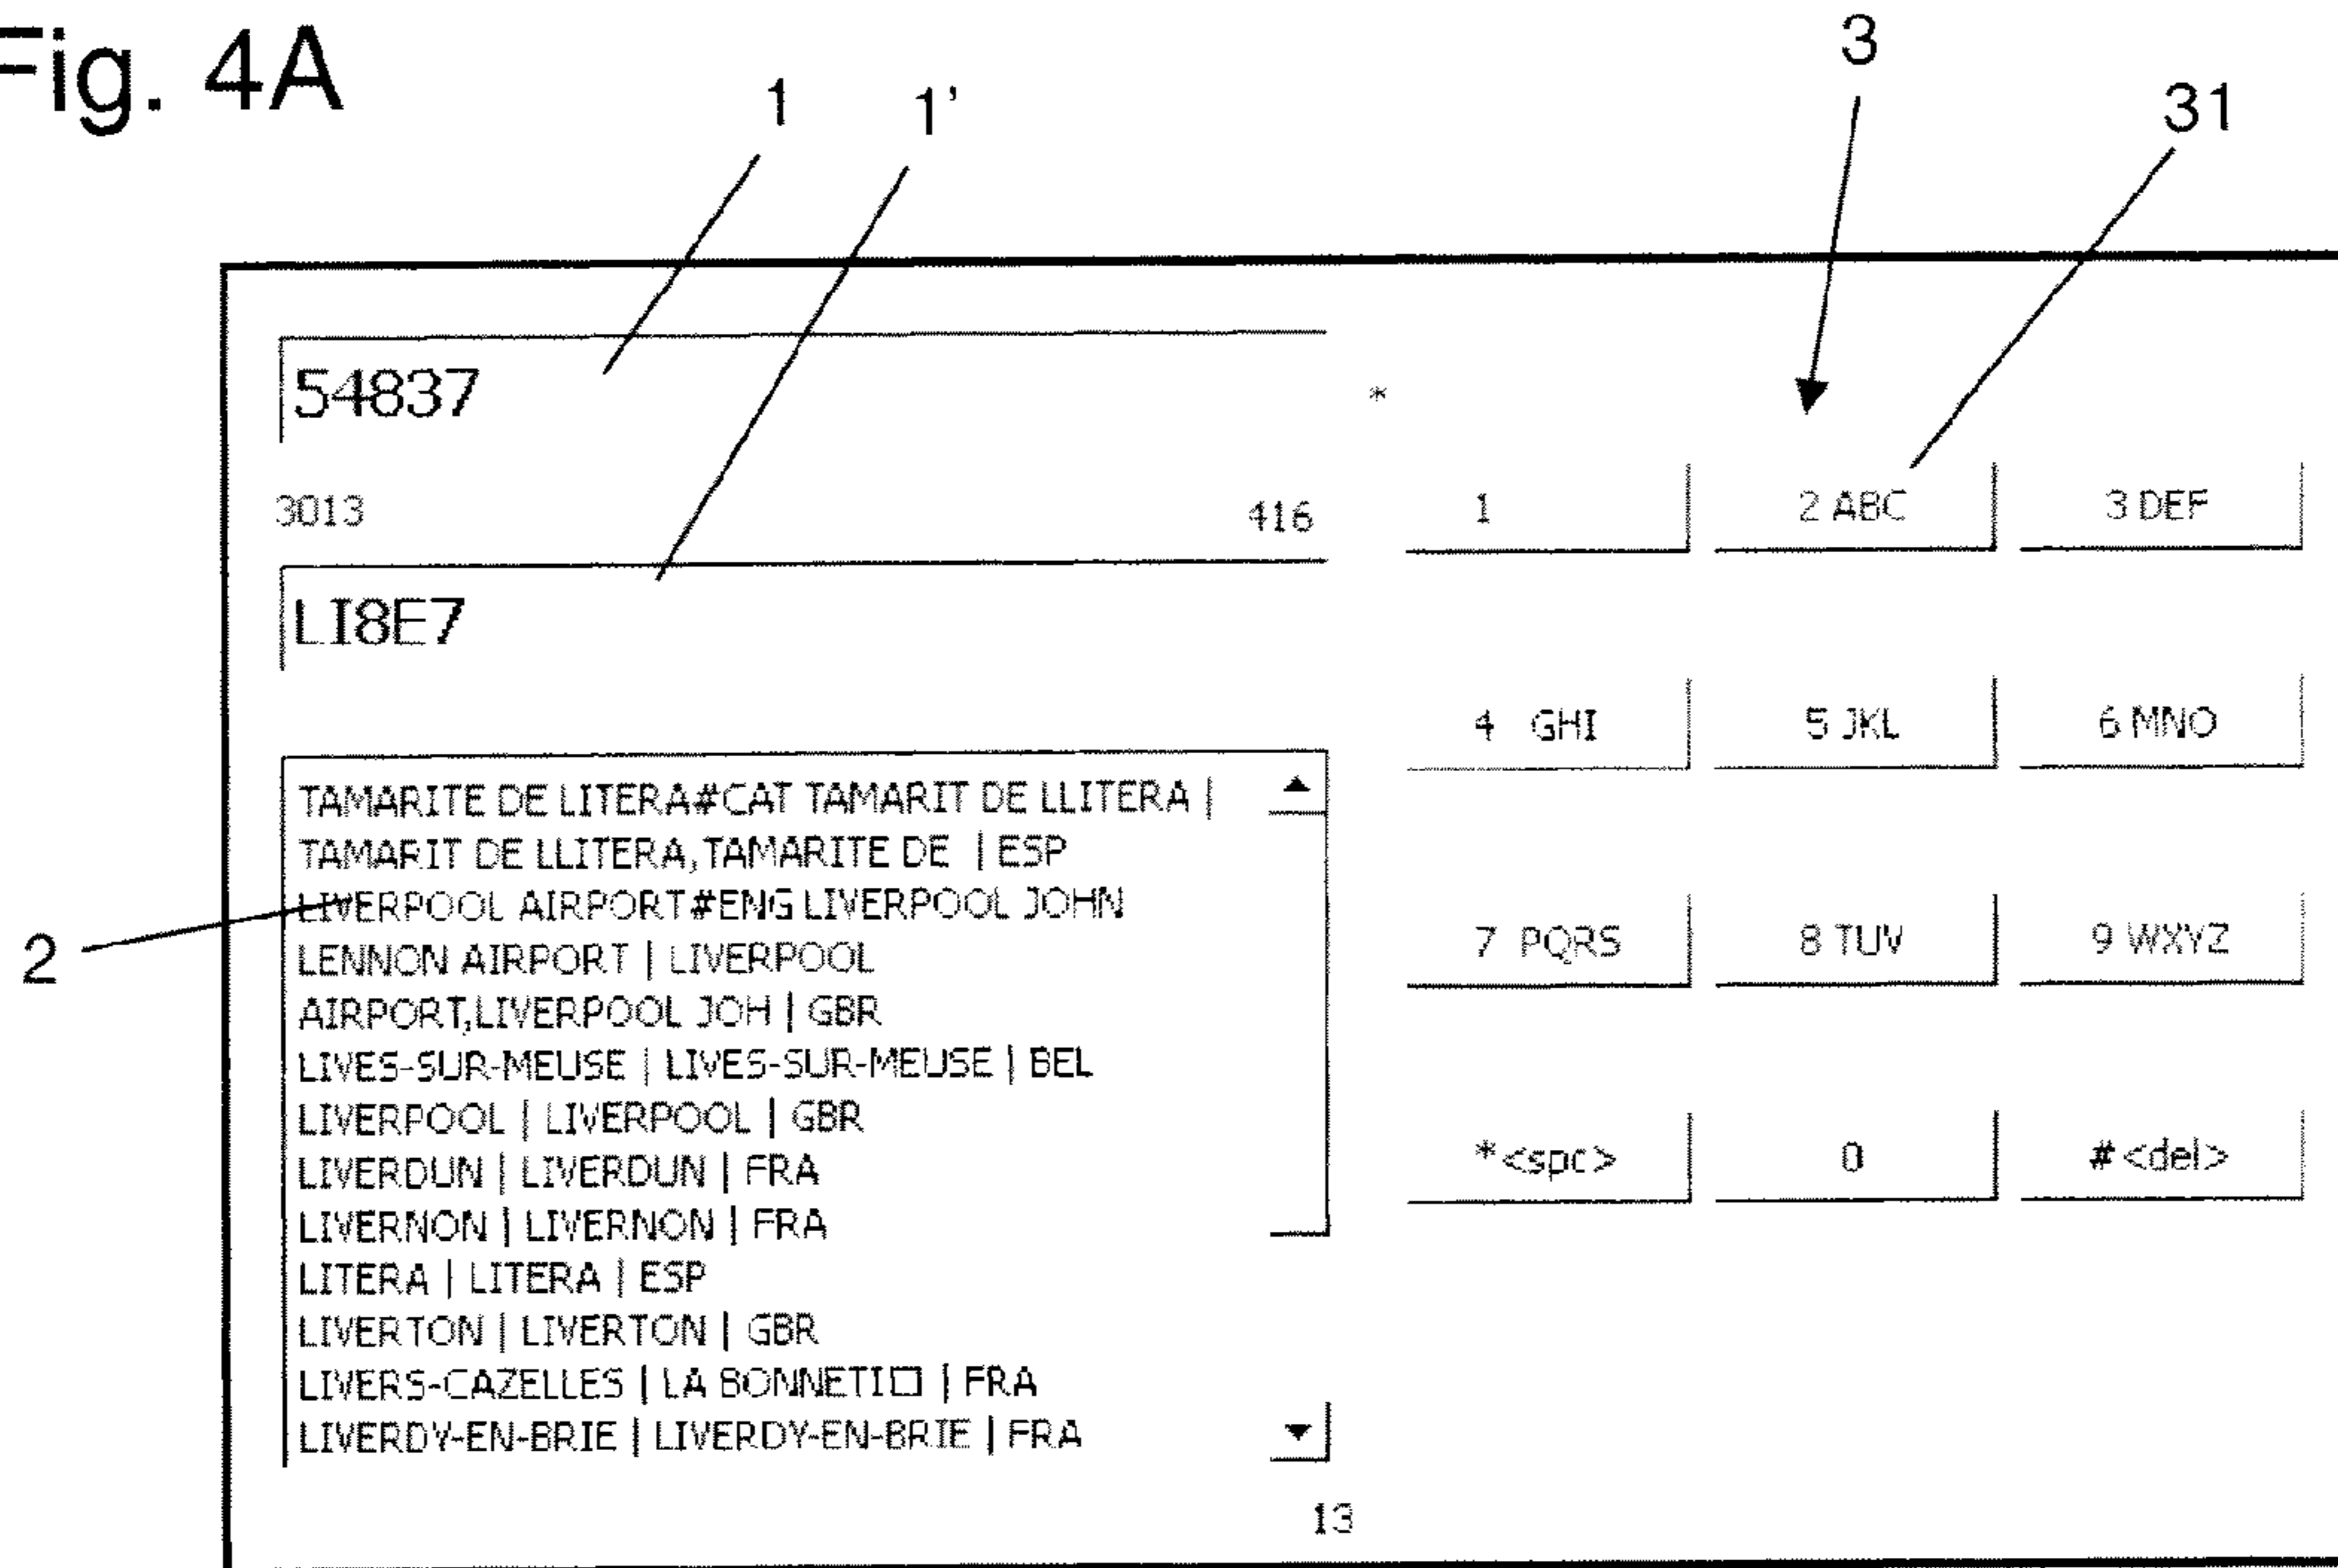 Fig. 4A
1
1'
3
31
54837
*
3013
416
1
2 ABC
3 DEF
LI8E7
4 GHI
5 JKL
6 MNO
TAMARITE DE LITERA#CAT TAMARIT DE LLITERA |
TAMARIT DE LLITERA,TAMARITE DE | ESP
LIVERPOOL AIRPORT#ENG LIVERPOOL JOHN
2
LENNON AIRPORT | LIVERPOOL
7 PQRS
8 TUV
9 WXYZ
AIRPORT,LIVERPOOL JOH | GBR
LIVES-SUR-MEUSE | LIVES-SUR-MEUSE | BEL
LIVERPOOL | LIVERPOOL | GBR
LIVERDUN | LIVERDUN | FRA
*<spc>
0
#<del>
LIVERNON | LIVERNON | FRA
LITERA | LITERA | ESP
LIVERTON | LIVERTON | GBR
LIVERS-CAZELLES | LA BONNETI□ | FRA
LIVERDY-EN-BRIE | LIVERDY-EN-BRIE | FRA
13